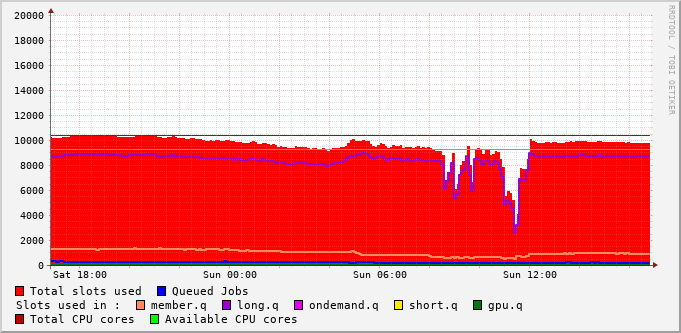 RRDTOOL / TOBI OETIKER
20000
18000
16000
14000
12000
10000
8000
6000
4000
2000
0
Sat 18:00 Sun 00:00 Sun 06:00 Sun 12:00
Total slots used Queued Jobs
Slots used in : member.q long.q ondemand.q short.q gpu.q
Total CPU cores Available CPU cores